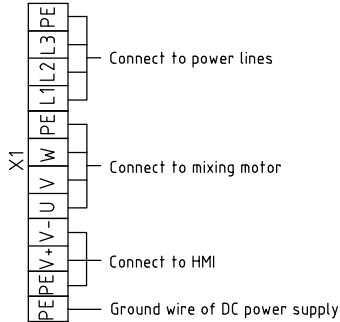 X1
PE
L3
L2
L1
Connect to power lines
PE
W
V
U
Connect to mixing motor
V-
V+
PE
Connect to HMI
PE
Ground wire of DC power supply